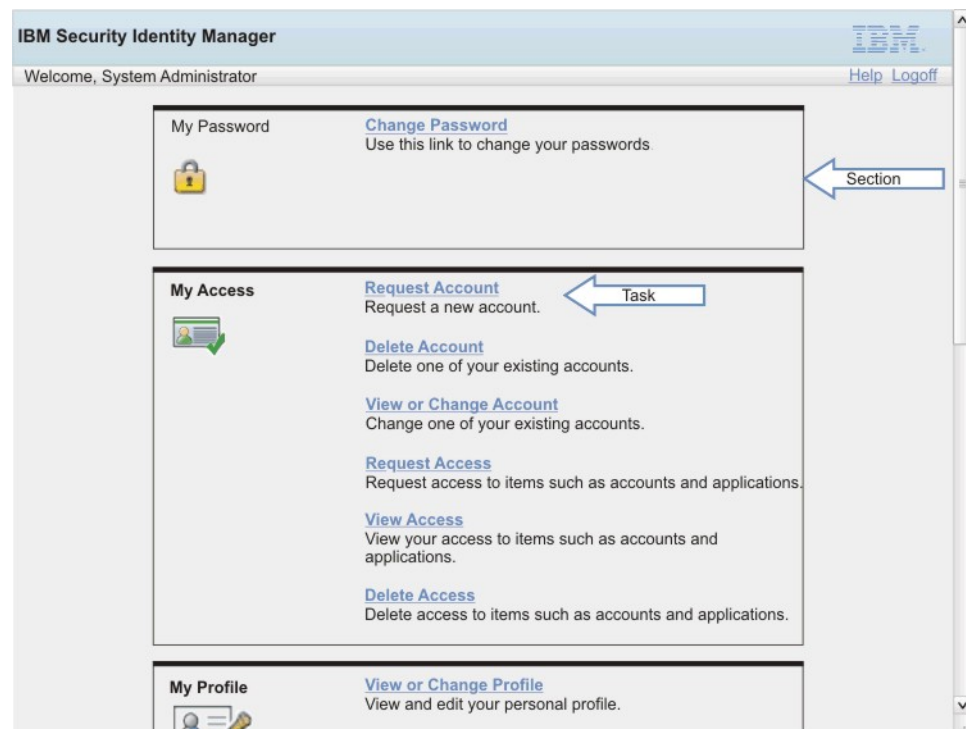 IBM Security Identity Manager
IBM.
Welcome, System Administrator
Help Logoff
My Password
Change Password
Use this link to change your passwords
Section
My Access
Request Account
Request a new account.
Task
Delete Account
Delete one of your existing accounts.
View or Change Account
Change one of your existing accounts.
Request Access
Request access to items such as accounts and applications.
View Access
View your access to items such as accounts and
applications.
Delete Access
Delete access to items such as accounts and applications.
My Profile
View or Change Profile
View and edit your personal profile.